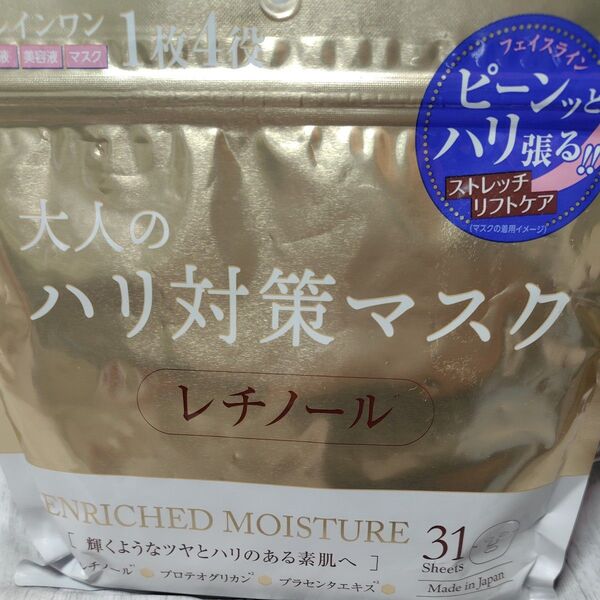 レインワン
1枚4役
液 美容液 マスク
フェイスライン
ピーンッと
ハリ張る!!
ストレッチ
リフトケア
(マスクの着用イメージ)
大人の
ハリ対策マスク
レチノール
ENRICHED MOISTURE
[ 輝くようなツヤとハリのある素肌へ ]
レチノール プロテオグリカン プラセンタエキス
31
Sheets
Made in Japan